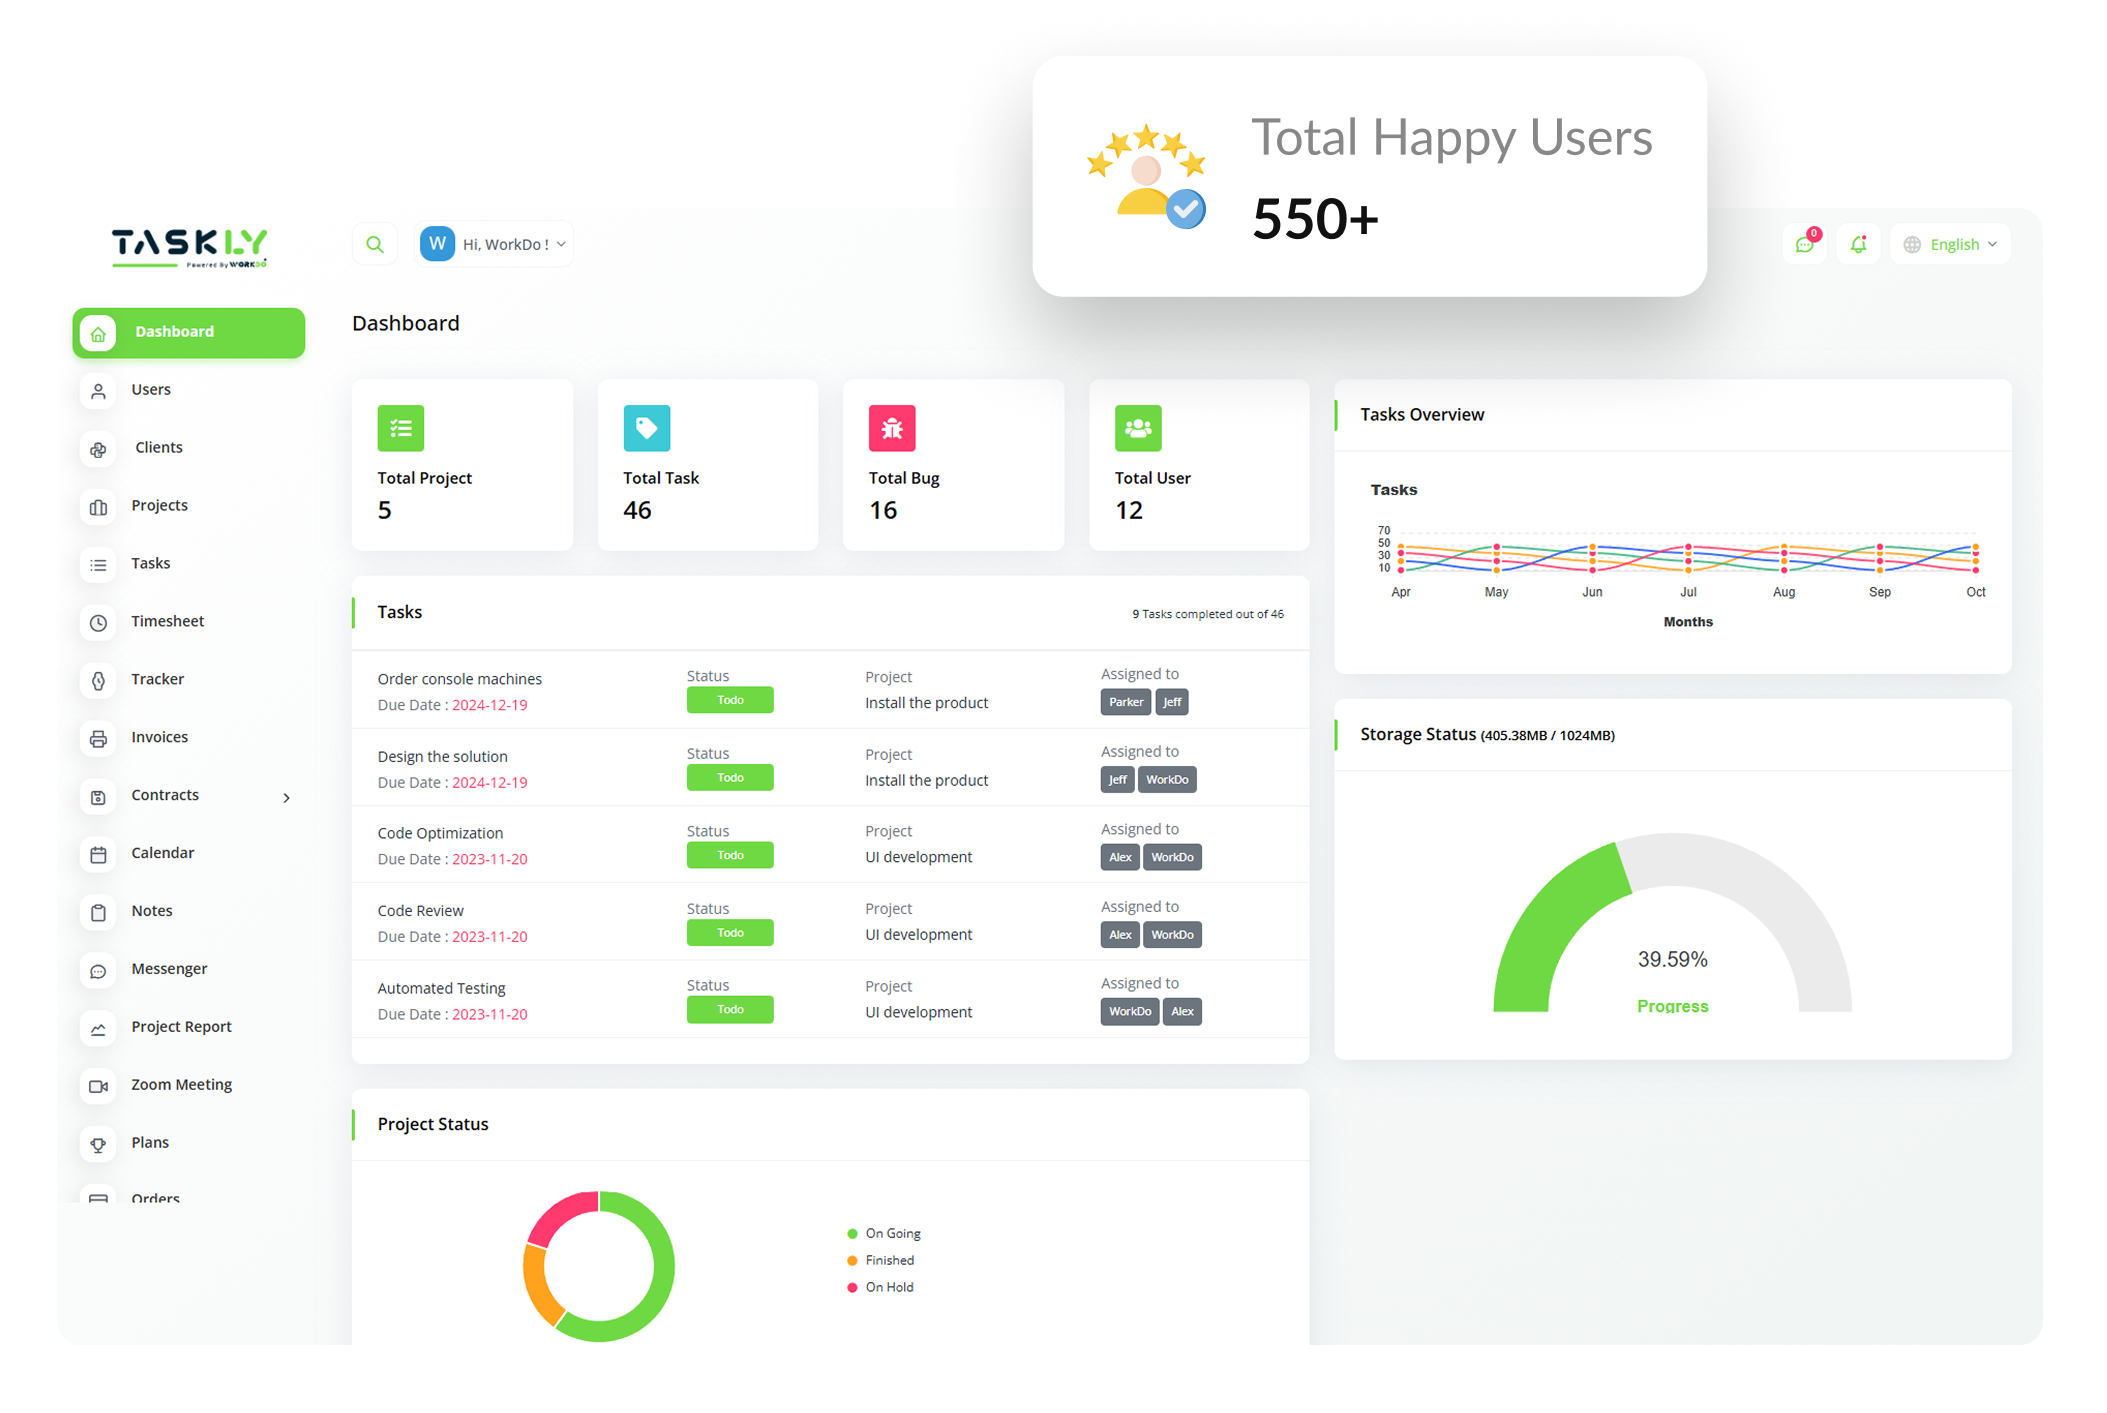 Total Happy Users
550+
TASKLY
Powered By WORKDO
W
Hi, WorkDo !
0
English
Dashboard
Users
Clients
Projects
Tasks
Timesheet
Tracker
Invoices
Contracts
Calendar
Notes
Messenger
Project Report
Zoom Meeting
Plans
Orders
Dashboard
Total Project
5
Total Task
46
Total Bug
16
Total User
12
Tasks
9 Tasks completed out of 46
Order console machines
Due Date : 2024-12-19
Status
Todo
Project
Install the product
Assigned to
Parker Jeff
Design the solution
Due Date : 2024-12-19
Status
Todo
Project
Install the product
Assigned to
Jeff WorkDo
Code Optimization
Due Date : 2023-11-20
Status
Todo
Project
UI development
Assigned to
Alex WorkDo
Code Review
Due Date : 2023-11-20
Status
Todo
Project
UI development
Assigned to
Alex WorkDo
Automated Testing
Due Date : 2023-11-20
Status
Todo
Project
UI development
Assigned to
WorkDo Alex
Project Status
On Going
Finished
On Hold
Tasks Overview
Tasks
70
50
30
10
Apr May Jun Jul Aug Sep Oct
Months
Storage Status (405.38MB / 1024MB)
39.59%
Progress